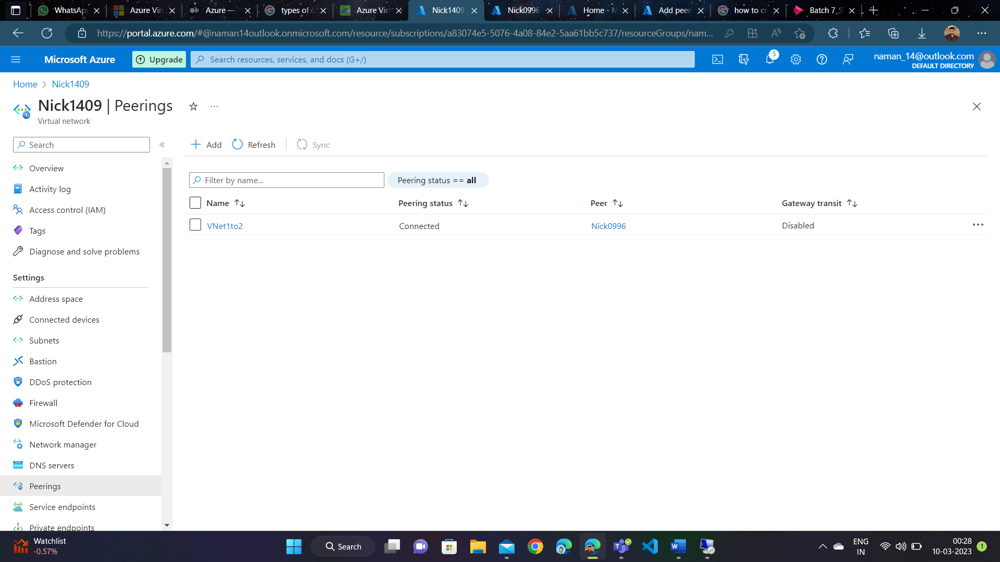 WhatsApp
Azure Virt
Azure —
types of c
Azure Virt
Nick1409
Nick0996
Home - M
Add peeri
how to cr
Batch 7_S
https://portal.azure.com/#@naman14outlook.onmicrosoft.com/resource/subscriptions/a83074e5-5076-4a08-84e2-5aa61bb5c737/resourceGroups/nam...
Microsoft Azure
Upgrade
Search resources, services, and docs (G+/)
5
naman_14@outlook.com
DEFAULT DIRECTORY
Home > Nick1409
Nick1409 | Peerings
Virtual network
Search
Add
Refresh
Sync
Overview
Activity log
Access control (IAM)
Tags
Diagnose and solve problems
Settings
Address space
Connected devices
Subnets
Bastion
DDoS protection
Firewall
Microsoft Defender for Cloud
Network manager
DNS servers
Peerings
Service endpoints
Private endpoints
Filter by name...
Peering status == all
Name Peering status Peer Gateway transit
VNet1to2 Connected Nick0996 Disabled
Watchlist
-0.57%
Search
ENG
IN
00:28
10-03-2023
1